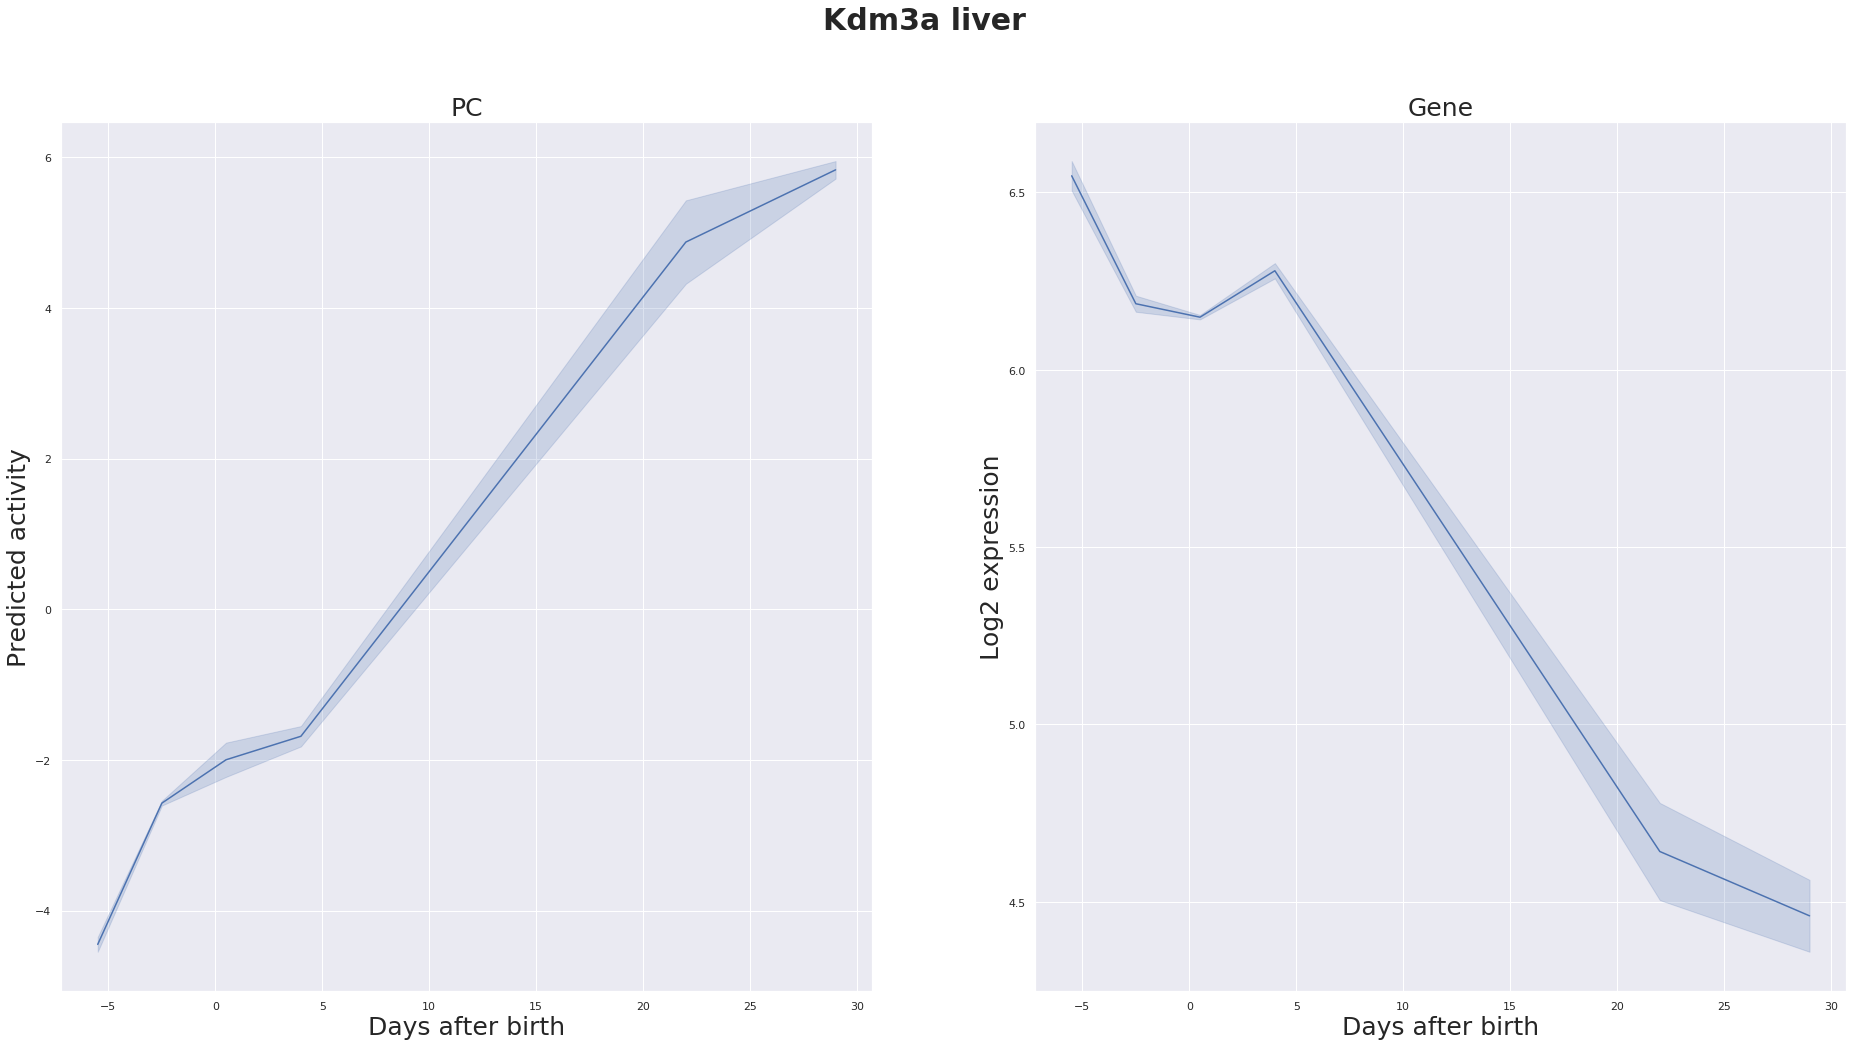 Kdm3a liver
PC
Predicted activity
6
4
2
0
−2
−4
−5 0 5 10 15 20 25 30
Days after birth
Gene
Log2 expression
6.5
6.0
5.5
5.0
4.5
−5 0 5 10 15 20 25 30
Days after birth